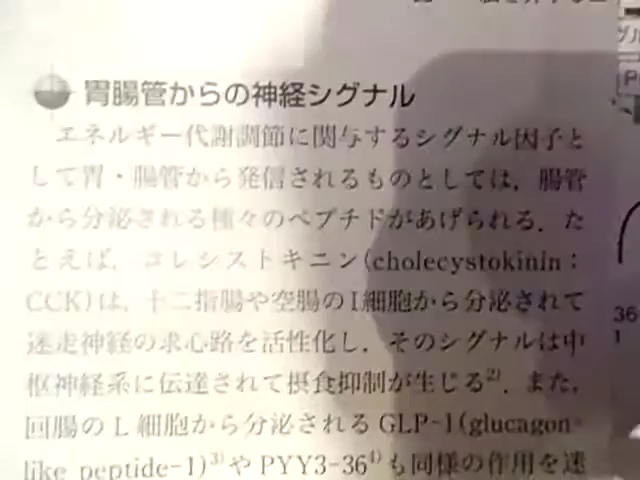 胃腸管からの神経シグナル
エネルギー代謝調節に関与するシグナル因子と
して胃・腸管から発信されるものとしては，腸管
から分泌される種々のペプチドがあげられる．た
とえば，コレシストキニン(cholecystokinin：
CCK)は，十二指腸や空腸のI細胞から分泌されて
迷走神経の求心路を活性化し，そのシグナルは中
枢神経系に伝達されて摂食抑制が生じる2)．また，
回腸のL細胞から分泌されるGLP-1(glucagon-
like peptide-1)3)やPYY3-364)も同様の作用を迷
36
1